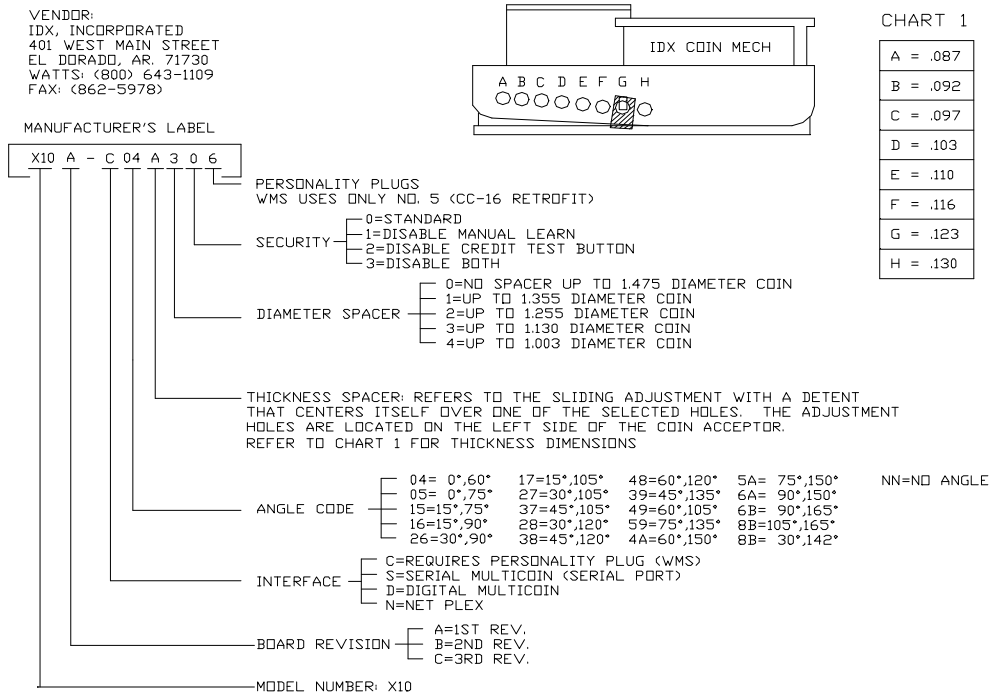 VENDOR:
IDX, INCORPORATED
401 WEST MAIN STREET
EL DORADO, AR. 71730
WATTS: (800) 643-1109
FAX: (862-5978)
IDX COIN MECH
A B C D E F G H
CHART 1
A = .087
B = .092
C = .097
D = .103
E = .110
F = .116
G = .123
H = .130
MANUFACTURER'S LABEL
X10 A - C 04 A 3 0 6
PERSONALITY PLUGS
WMS USES ONLY NO. 5 (CC-16 RETROFIT)
SECURITY
0=STANDARD
1=DISABLE MANUAL LEARN
2=DISABLE CREDIT TEST BUTTON
3=DISABLE BOTH
DIAMETER SPACER
0=NO SPACER UP TO 1.475 DIAMETER COIN
1=UP TO 1.355 DIAMETER COIN
2=UP TO 1.255 DIAMETER COIN
3=UP TO 1.130 DIAMETER COIN
4=UP TO 1.003 DIAMETER COIN
THICKNESS SPACER: REFERS TO THE SLIDING ADJUSTMENT WITH A DETENT
THAT CENTERS ITSELF OVER ONE OF THE SELECTED HOLES. THE ADJUSTMENT
HOLES ARE LOCATED ON THE LEFT SIDE OF THE COIN ACCEPTOR.
REFER TO CHART 1 FOR THICKNESS DIMENSIONS
ANGLE CODE
04= 0°,60° 17=15°,105° 48=60°,120° 5A= 75°,150° NN=NO ANGLE
05= 0°,75° 27=30°,105° 39=45°,135° 6A= 90°,150°
15=15°,75° 37=45°,105° 49=60°,105° 6B= 90°,165°
16=15°,90° 28=30°,120° 59=75°,135° 8B=105°,165°
26=30°,90° 38=45°,120° 4A=60°,150° 8B= 30°,142°
INTERFACE
C=REQUIRES PERSONALITY PLUG (WMS)
S=SERIAL MULTICOIN (SERIAL PORT)
D=DIGITAL MULTICOIN
N=NET PLEX
BOARD REVISION
A=1ST REV.
B=2ND REV.
C=3RD REV.
MODEL NUMBER: X10